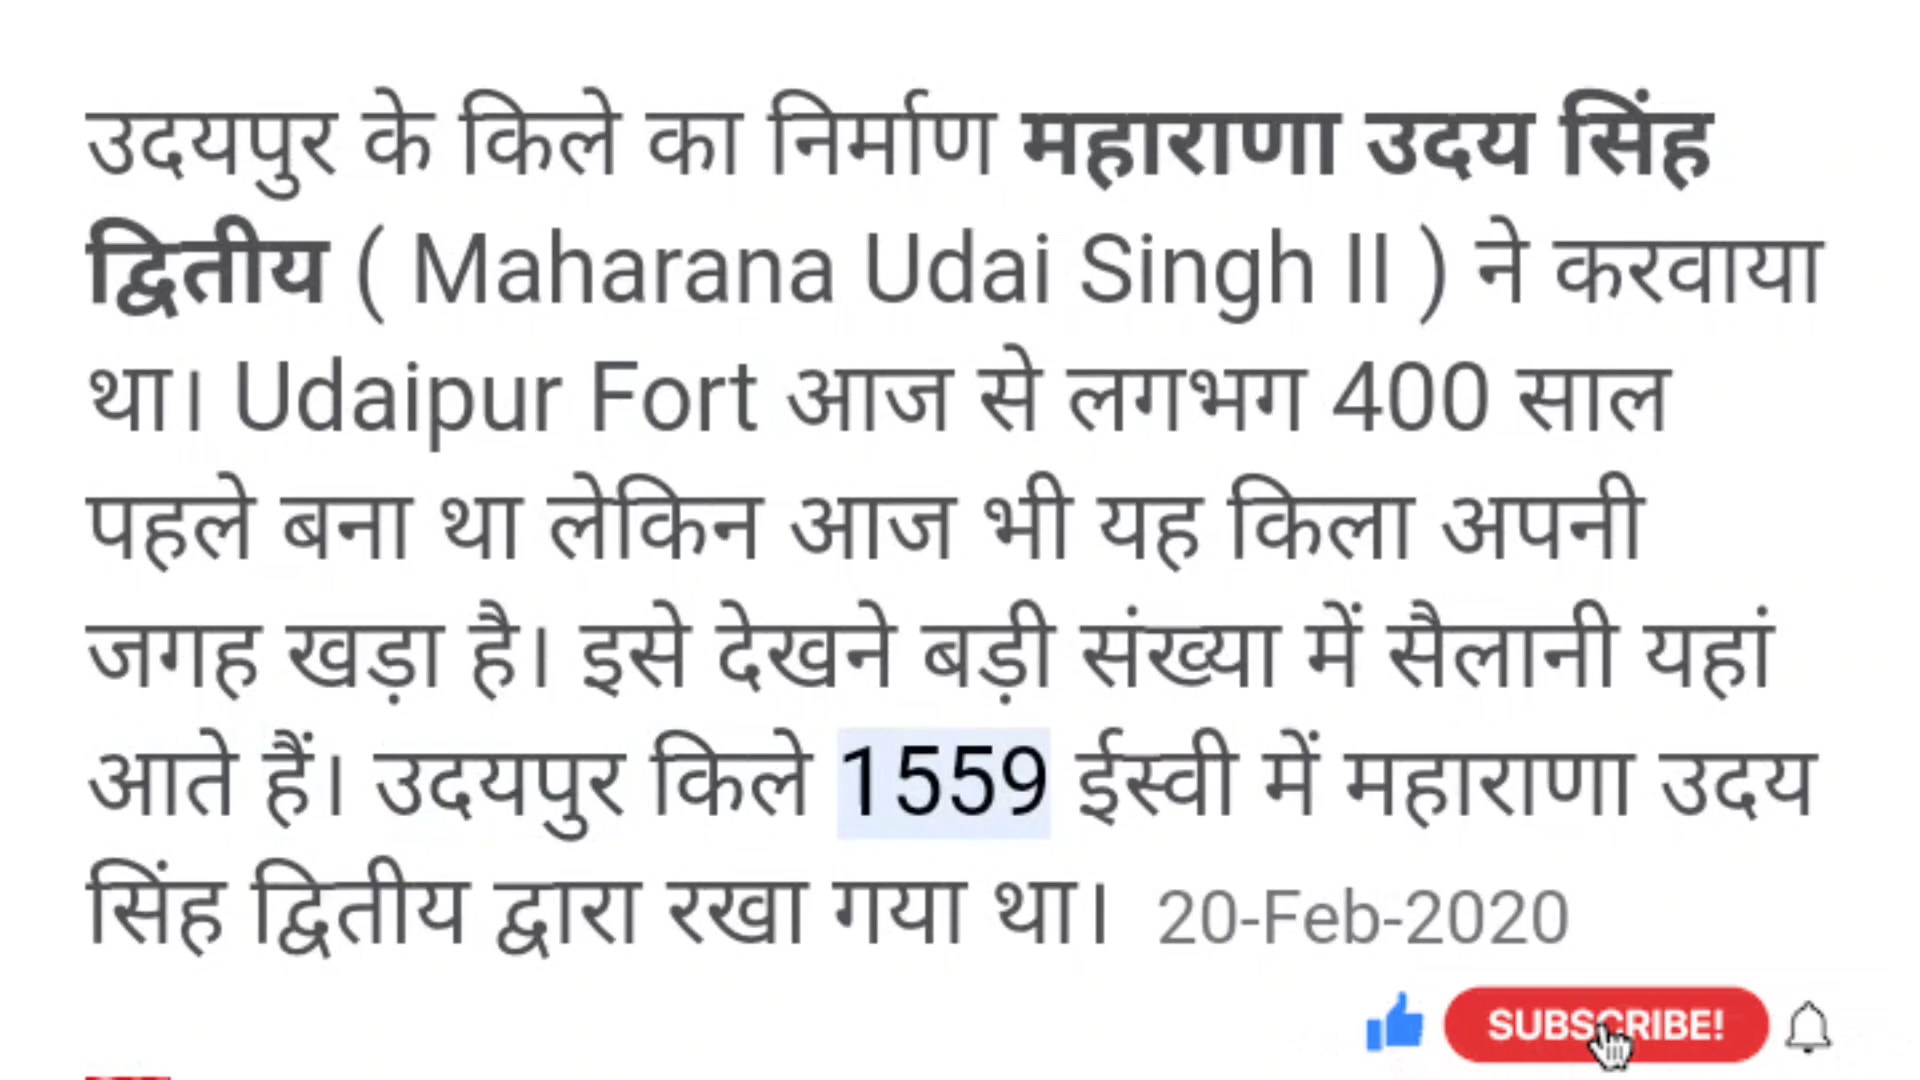 उदयपुर के किले का निर्माण महाराणा उदय सिंह
द्वितीय ( Maharana Udai Singh II ) ने करवाया
था। Udaipur Fort आज से लगभग 400 साल
पहले बना था लेकिन आज भी यह किला अपनी
जगह खड़ा है। इसे देखने बड़ी संख्या में सैलानी यहां
आते हैं। उदयपुर किले 1559 ईस्वी में महाराणा उदय
सिंह द्वितीय द्वारा रखा गया था। 20-Feb-2020
SUBSCRIBE!